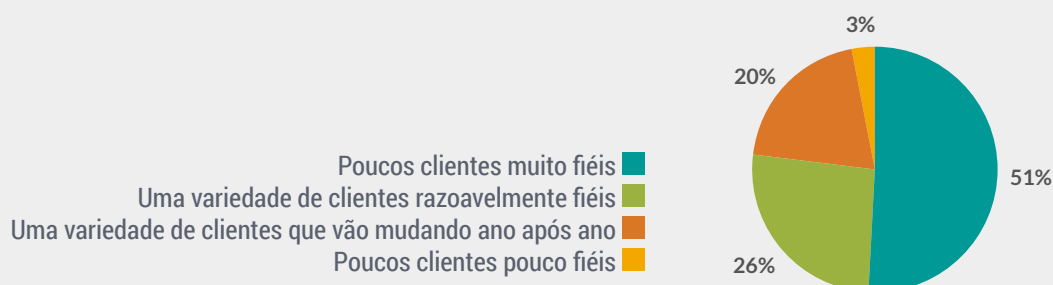 3%
20%
Poucos clientes muito fiéis
51%
Uma variedade de clientes razoavelmente fiéis
Uma variedade de clientes que vão mudando ano após ano
Poucos clientes pouco fiéis
26%